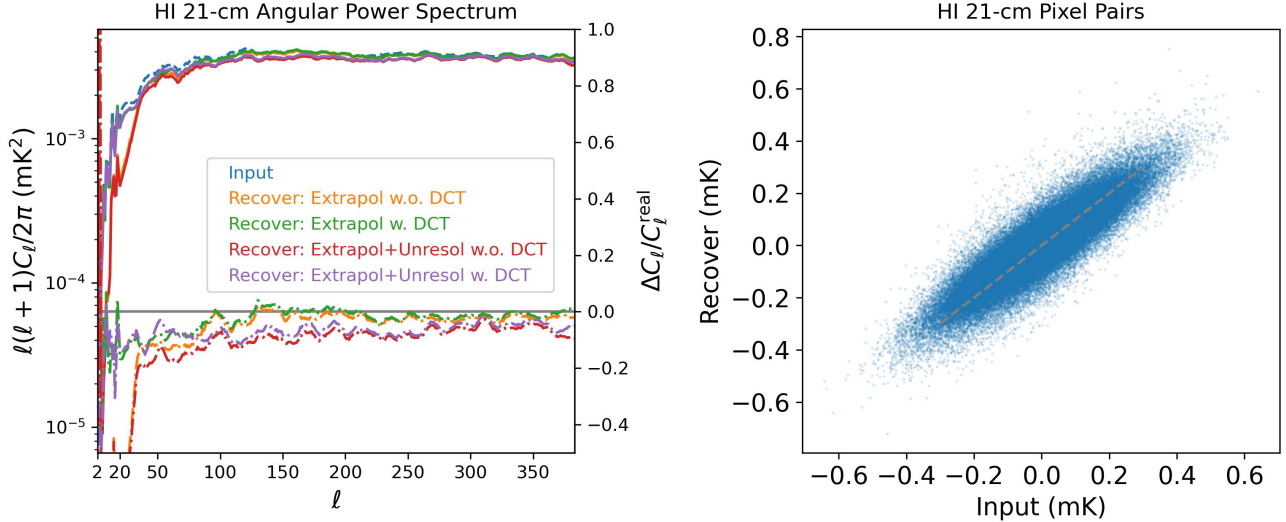 HI 21-cm Angular Power Spectrum
ℓ(ℓ + 1)Cℓ/2π (mK²)
10⁻³
10⁻⁴
10⁻⁵
Input
Recover: Extrapol w.o. DCT
Recover: Extrapol w. DCT
Recover: Extrapol+Unresol w.o. DCT
Recover: Extrapol+Unresol w. DCT
1.0
0.8
0.6
0.4
0.2
0.0
−0.2
−0.4
ΔCℓ/Cℓ^real
2 20 50 100 150 200 250 300 350
ℓ
HI 21-cm Pixel Pairs
Recover (mK)
0.8
0.6
0.4
0.2
0.0
−0.2
−0.4
−0.6
−0.6 −0.4 −0.2 0.0 0.2 0.4 0.6
Input (mK)